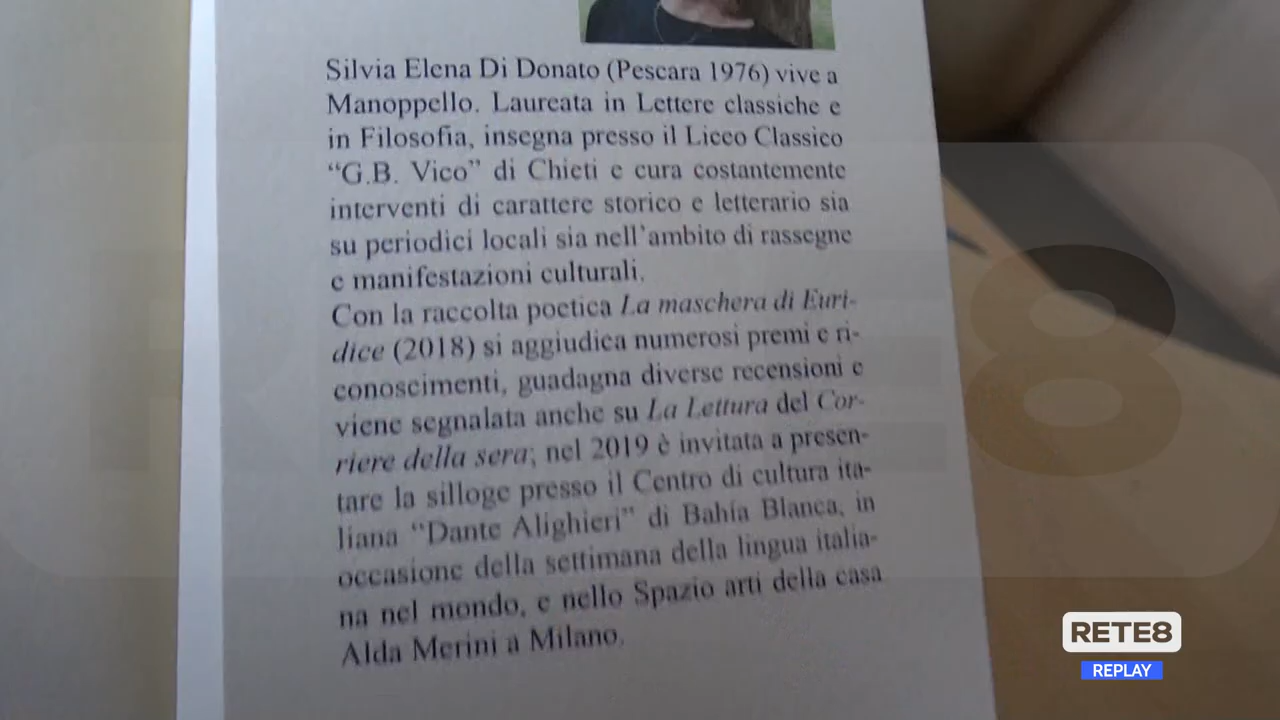 Silvia Elena Di Donato (Pescara 1976) vive a
Manoppello. Laureata in Lettere classiche e
in Filosofia, insegna presso il Liceo Classico
“G.B. Vico” di Chieti e cura costantemente
interventi di carattere storico e letterario sia
su periodici locali sia nell’ambito di rassegne
e manifestazioni culturali.
Con la raccolta poetica La maschera di Euri-
dice (2018) si aggiudica numerosi premi e ri-
conoscimenti, guadagna diverse recensioni e
viene segnalata anche su La Lettura del Cor-
riere della sera; nel 2019 è invitata a presen-
tare la silloge presso il Centro di cultura ita-
liana “Dante Alighieri” di Bahía Blanca, in
occasione della settimana della lingua italia-
na nel mondo, e nello Spazio arti della casa
Alda Merini a Milano.
RETE8
REPLAY